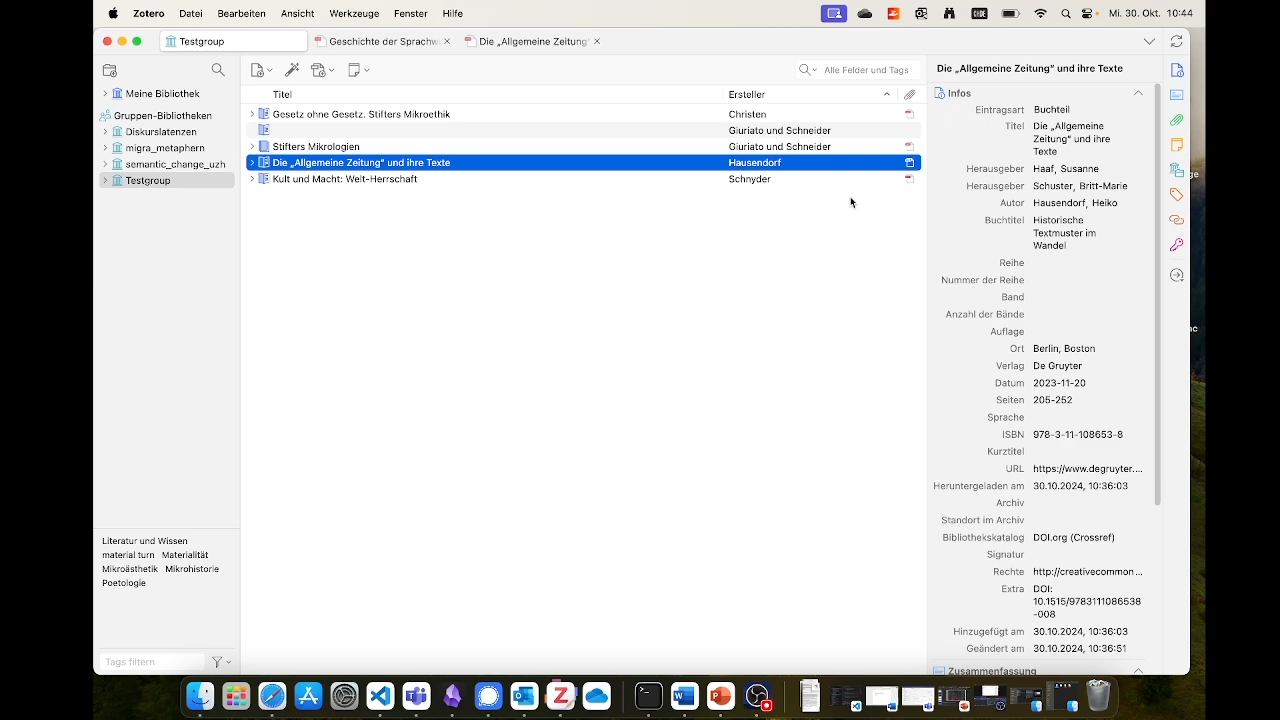 Zotero Datei Bearbeiten Ansicht Werkzeuge Fenster Hilfe Mi. 30. Okt. 10:44
Testgroup Geschichte der Sprachw Die „Allgemeine Zeitung"
Alle Felder und Tags
Meine Bibliothek
Gruppen-Bibliotheken
Diskurslatenzen
migra_metaphern
semantic_change_uzh
Testgroup
Titel Ersteller
Gesetz ohne Gesetz. Stifters Mikroethik Christen
Giuriato und Schneider
Stifters Mikrologien Giuriato und Schneider
Die „Allgemeine Zeitung“ und ihre Texte Hausendorf
Kult und Macht: Welt-Herrschaft Schnyder
Die „Allgemeine Zeitung“ und ihre Texte
Infos
Eintragsart Buchteil
Titel Die „Allgemeine
Zeitung“ und ihre
Texte
Herausgeber Haaf, Susanne
Herausgeber Schuster, Britt-Marie
Autor Hausendorf, Heiko
Buchtitel Historische
Textmuster im
Wandel
Reihe
Nummer der Reihe
Band
Anzahl der Bände
Auflage
Ort Berlin, Boston
Verlag De Gruyter
Datum 2023-11-20
Seiten 205-252
Sprache
ISBN 978-3-11-108653-8
Kurztitel
URL https://www.degruyter....
Heruntergeladen am 30.10.2024, 10:36:03
Archiv
Standort im Archiv
Bibliothekskatalog DOI.org (Crossref)
Signatur
Rechte http://creativecommon...
Extra DOI:
10.1515/9783111086538
-008
Hinzugefügt am 30.10.2024, 10:36:03
Geändert am 30.10.2024, 10:36:51
Zusammenfassung
Literatur und Wissen
material turn Materialität
Mikroästhetik Mikrohistorie
Poetologie
Tags filtern